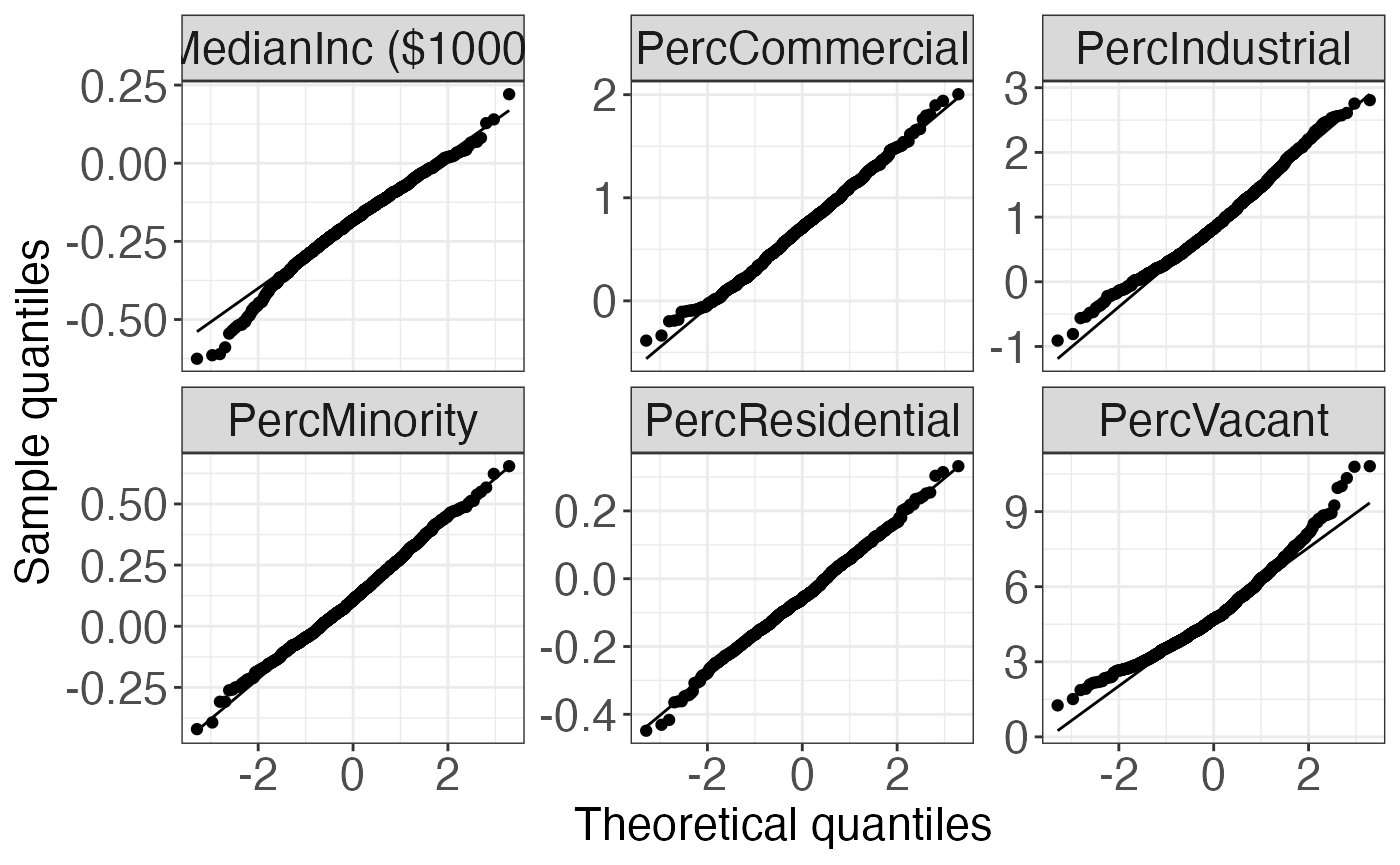 MedianInc ($1000
PercCommercial
PercIndustrial
0.25
0.00
-0.25
-0.50
2
1
0
3
2
1
0
-1
Sample quantiles
PercMinority
PercResidential
PercVacant
0.50
0.25
0.00
-0.25
0.2
0.0
-0.2
-0.4
9
6
3
0
-2 0 2
-2 0 2
-2 0 2
Theoretical quantiles